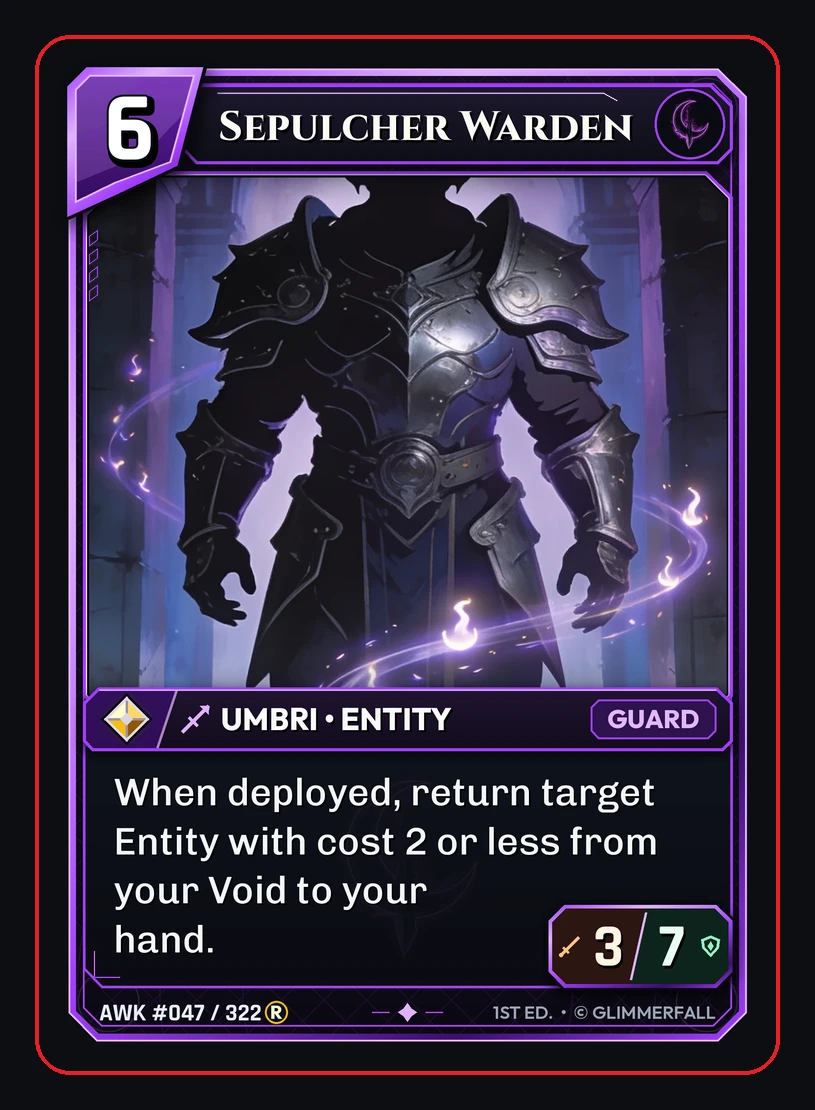 6
SEPULCHER WARDEN
UMBRI • ENTITY
GUARD
When deployed, return target
Entity with cost 2 or less from
your Void to your
hand.
3 / 7
AWK #047 / 322 R
1ST ED. • © GLIMMERFALL